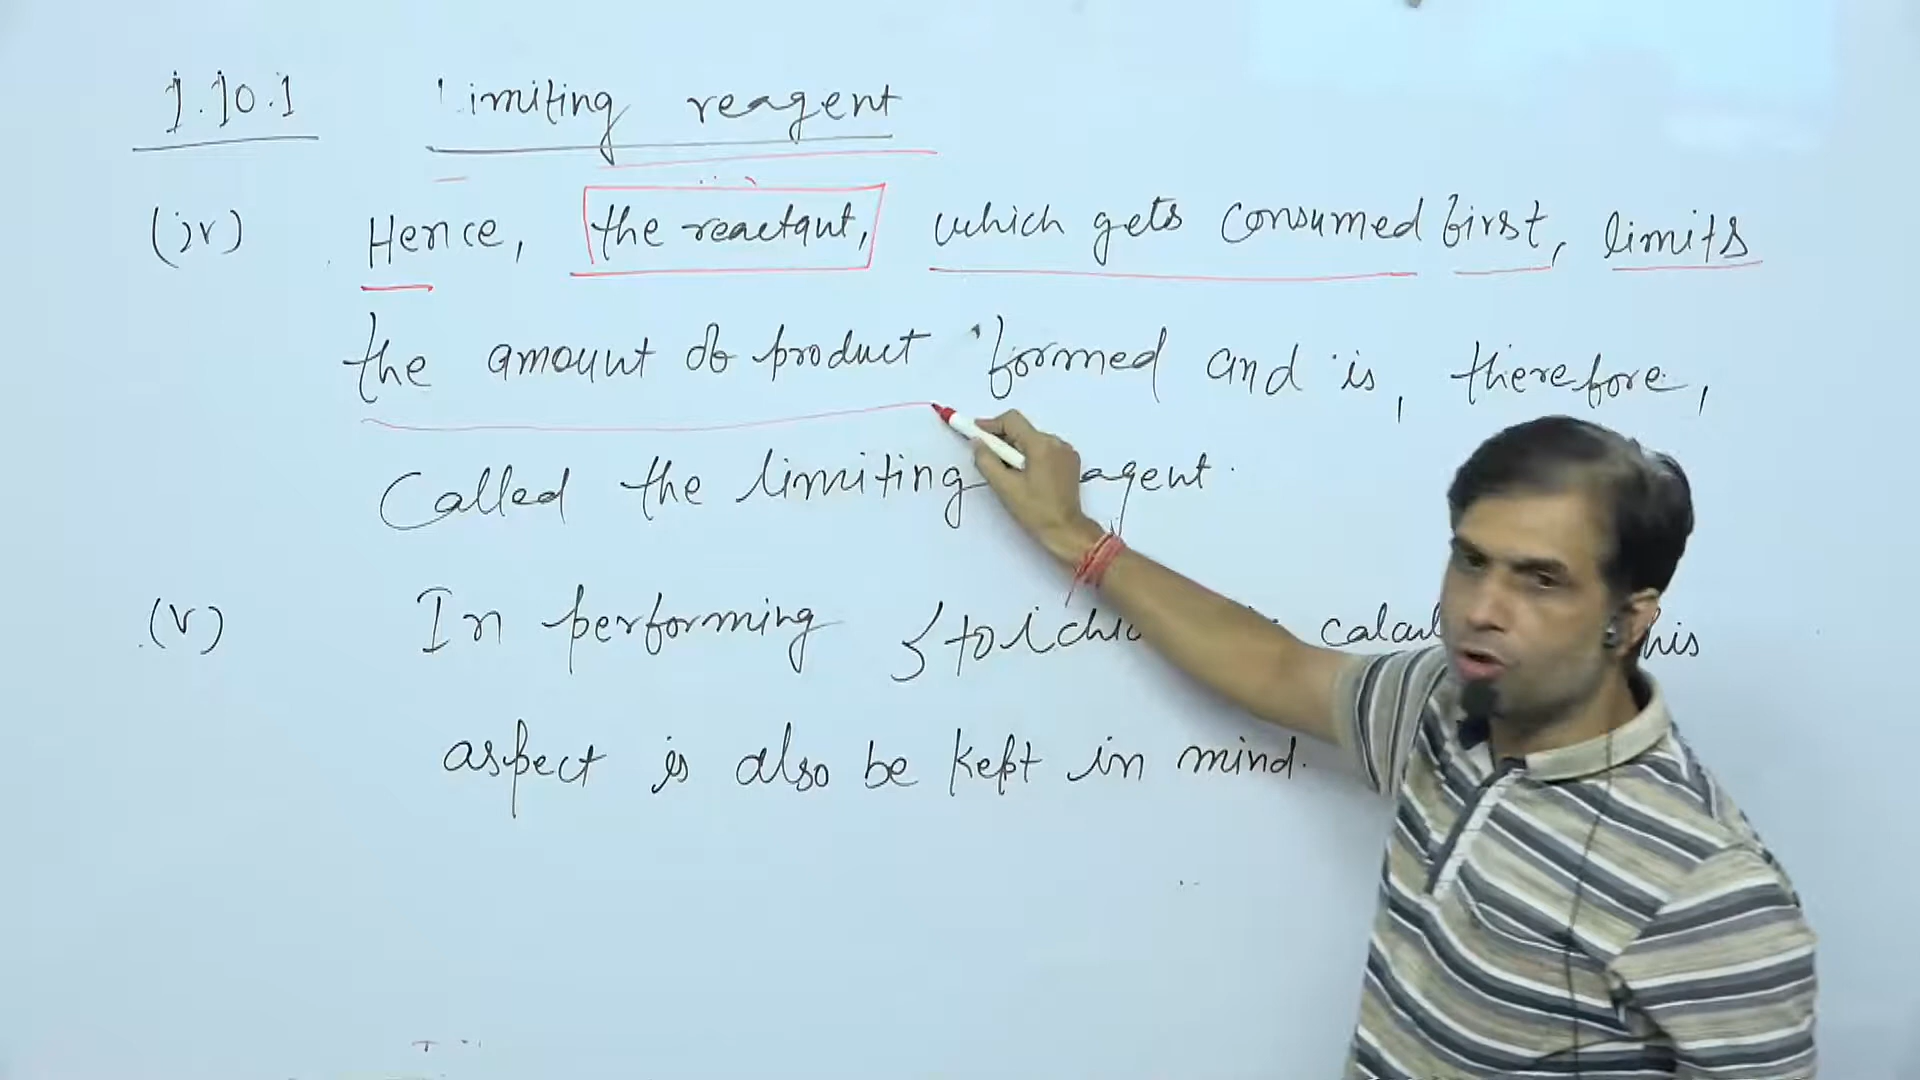 1.10.1 Limiting reagent
(iv) Hence, the reactant, which gets consumed first, limits
the amount of product formed and is, therefore,
called the limiting agent.
(v) In performing
aspect is also be kept in mind.